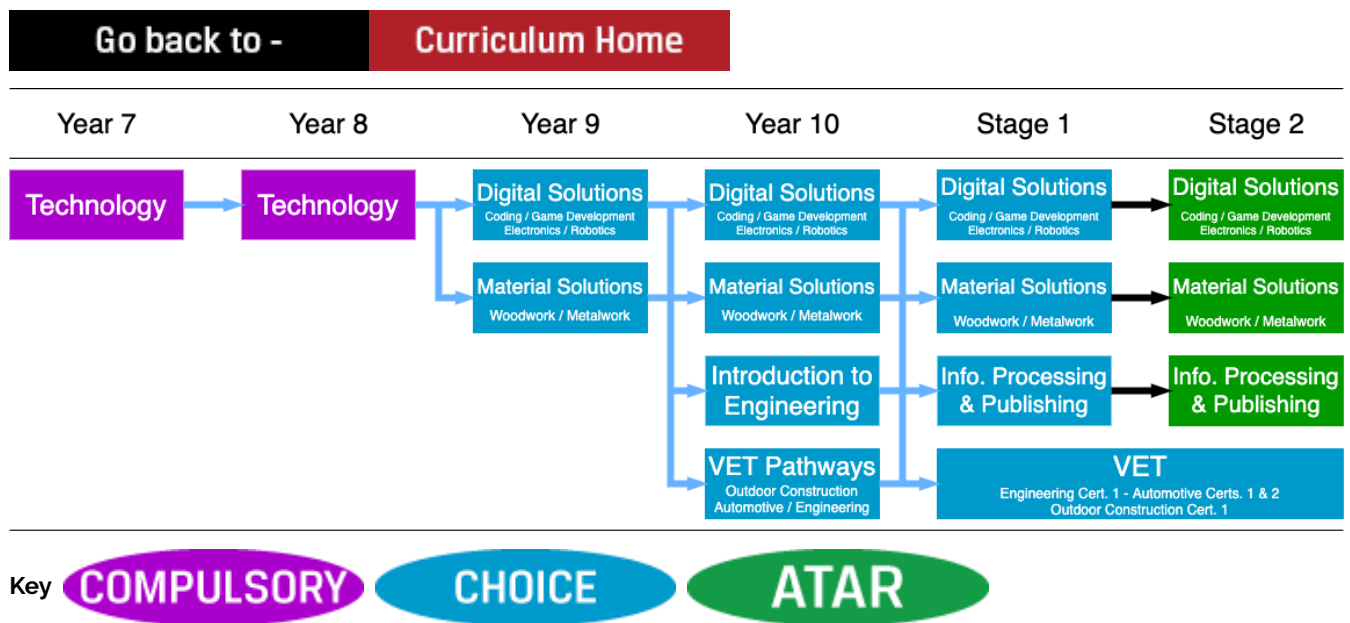 Go back to - Curriculum Home
Year 7 Year 8 Year 9 Year 10 Stage 1 Stage 2
Technology
Technology
Digital Solutions
Coding / Game Development
Electronics / Robotics
Digital Solutions
Coding / Game Development
Electronics / Robotics
Digital Solutions
Coding / Game Development
Electronics / Robotics
Digital Solutions
Coding / Game Development
Electronics / Robotics
Material Solutions
Woodwork / Metalwork
Material Solutions
Woodwork / Metalwork
Material Solutions
Woodwork / Metalwork
Material Solutions
Woodwork / Metalwork
Introduction to
Engineering
Info. Processing
& Publishing
Info. Processing
& Publishing
VET Pathways
Outdoor Construction
Automotive / Engineering
VET
Engineering Cert. 1 - Automotive Certs. 1 & 2
Outdoor Construction Cert. 1
Key COMPULSORY CHOICE ATAR